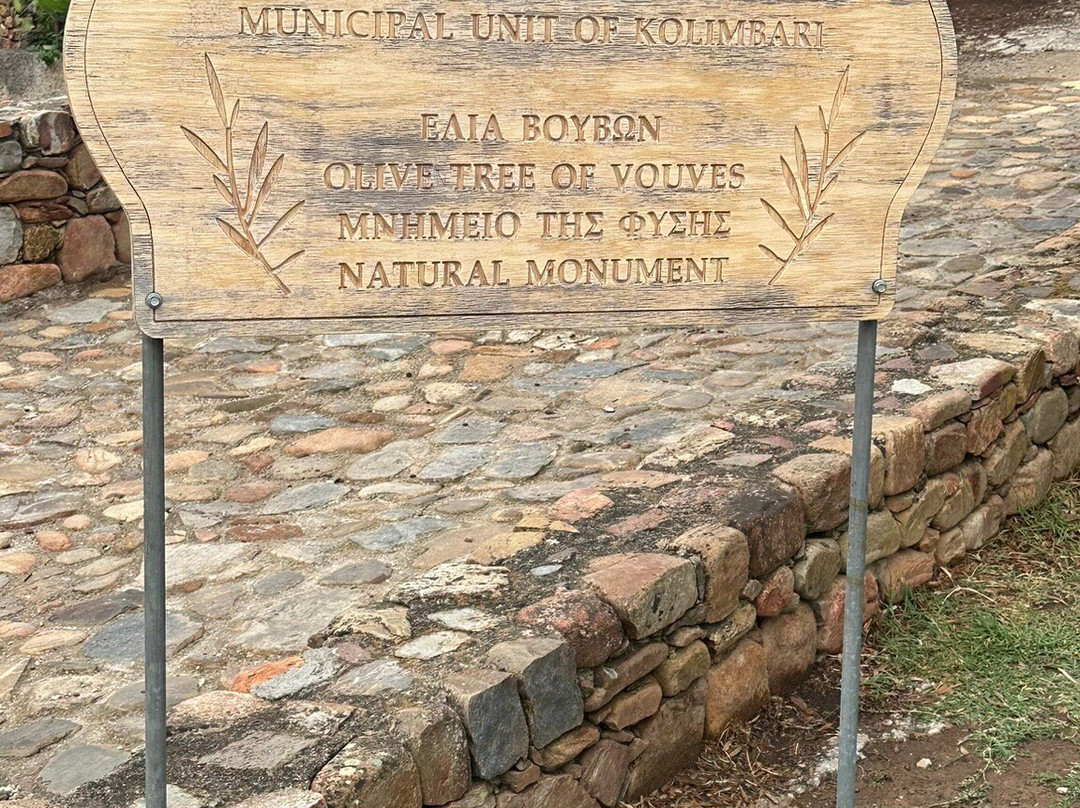 MUNICIPAL UNIT OF KOLIMBARI
ΕΛΙΑ ΒΟΥΒΩΝ
OLIVE TREE OF VOUVES
ΜΝΗΜΕΙΟ ΤΗΣ ΦΥΣΗΣ
NATURAL MONUMENT